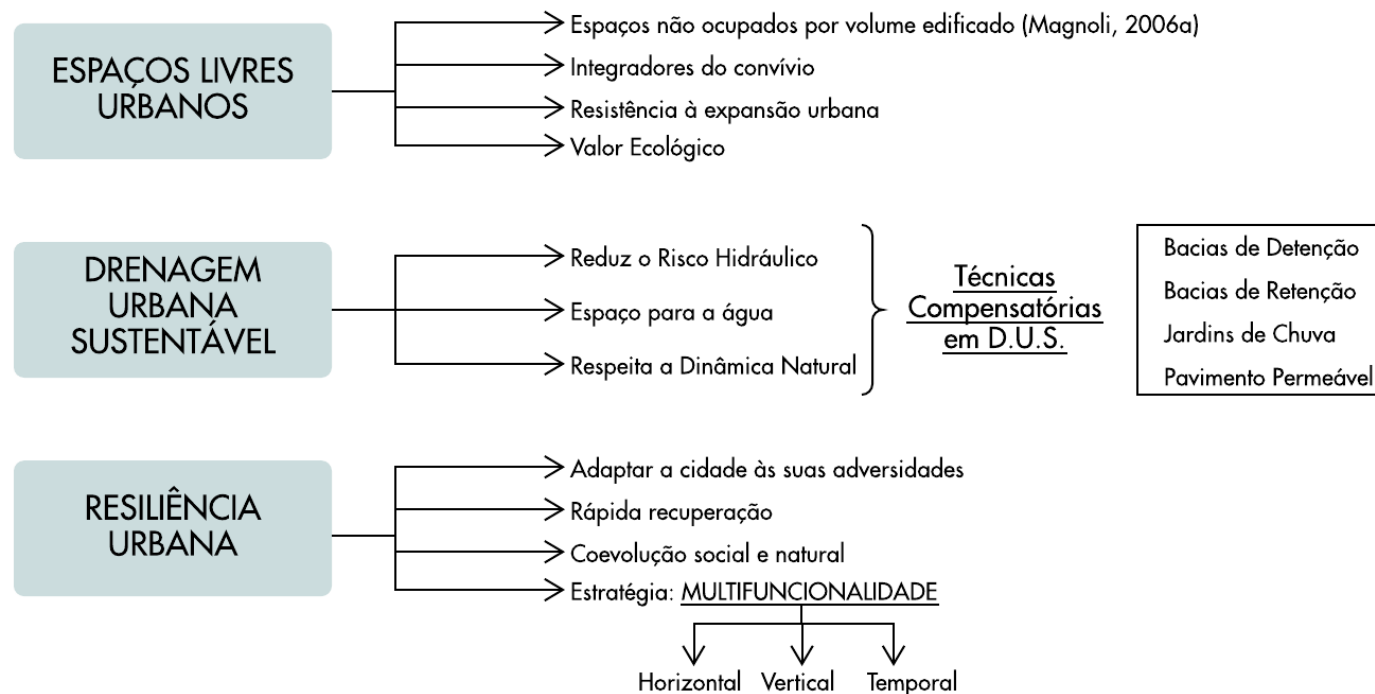 ESPAÇOS LIVRES
URBANOS
Espaços não ocupados por volume edificado (Magnoli, 2006a)
Integradores do convívio
Resistência à expansão urbana
Valor Ecológico
DRENAGEM
URBANA
SUSTENTÁVEL
Reduz o Risco Hidráulico
Espaço para a água
Respeita a Dinâmica Natural
Técnicas
Compensatórias
em D.U.S.
Bacias de Detenção
Bacias de Retenção
Jardins de Chuva
Pavimento Permeável
RESILIÊNCIA
URBANA
Adaptar a cidade às suas adversidades
Rápida recuperação
Coevolução social e natural
Estratégia: MULTIFUNCIONALIDADE
Horizontal Vertical Temporal